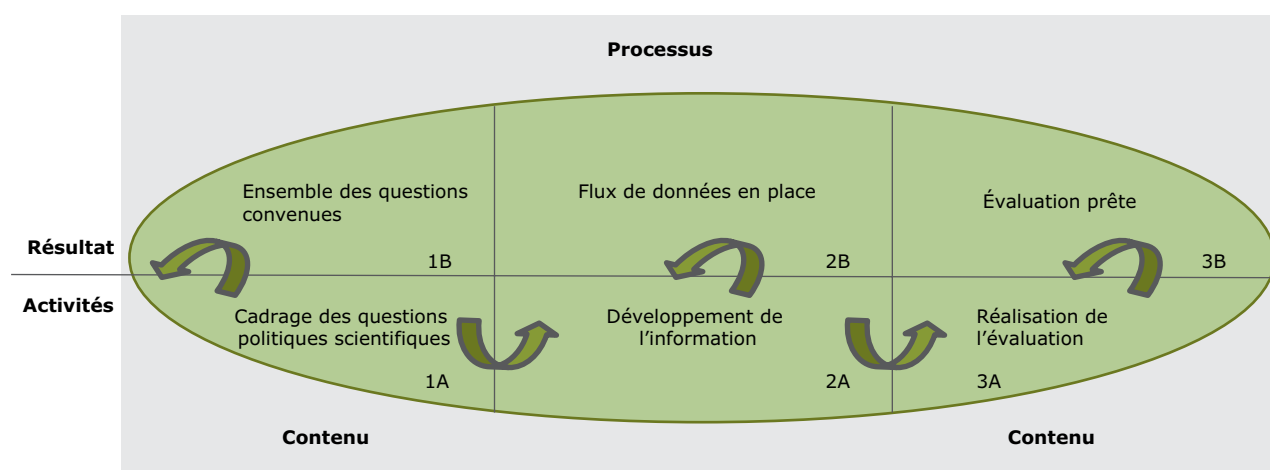 Processus
Ensemble des questions
convenues
Flux de données en place
Évaluation prête
Résultat
1B
2B
3B
Activités
Cadrage des questions
politiques scientifiques
Développement de
l’information
Réalisation de
l’évaluation
1A
2A
3A
Contenu
Contenu